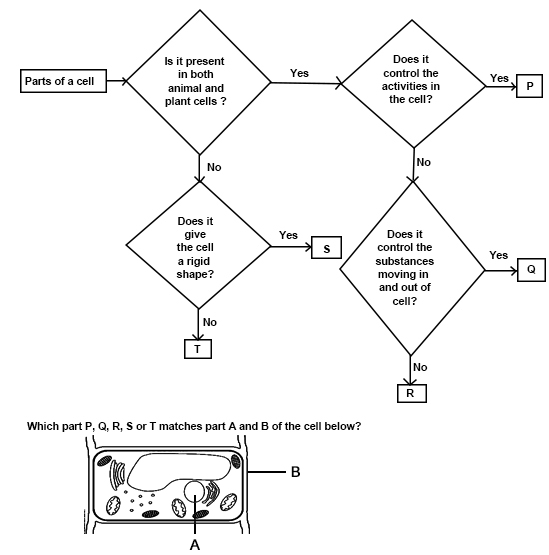 Parts of a cell
Is it present
in both
animal and
plant cells ?
Yes
Does it
control the
activities in
the cell?
Yes
P
No
No
Does it
give
the cell
a rigid
shape?
Yes
S
Does it
control the
substances
moving in
and out of
cell?
Yes
Q
No
T
No
R
Which part P, Q, R, S or T matches part A and B of the cell below?
B
A